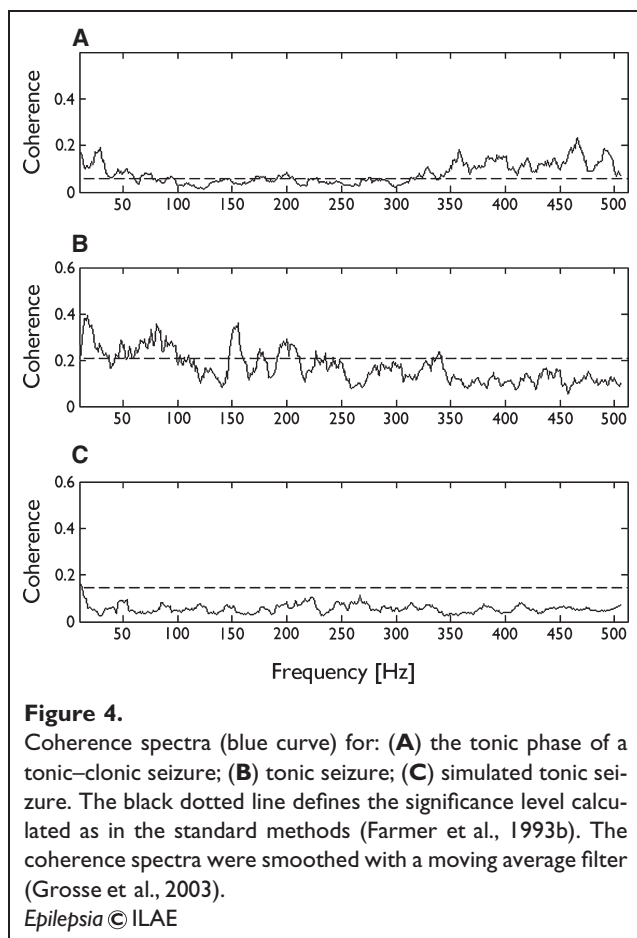 A
Coherence
0.4
0.2
0
50 100 150 200 250 300 350 400 450 500
B
Coherence
0.6
0.4
0.2
0
50 100 150 200 250 300 350 400 450 500
C
Coherence
0.6
0.4
0.2
0
50 100 150 200 250 300 350 400 450 500
Frequency [Hz]
Figure 4.
Coherence spectra (blue curve) for: (A) the tonic phase of a
tonic–clonic seizure; (B) tonic seizure; (C) simulated tonic sei-
zure. The black dotted line defines the significance level calcu-
lated as in the standard methods (Farmer et al., 1993b). The
coherence spectra were smoothed with a moving average filter
(Grosse et al., 2003).
Epilepsia © ILAE